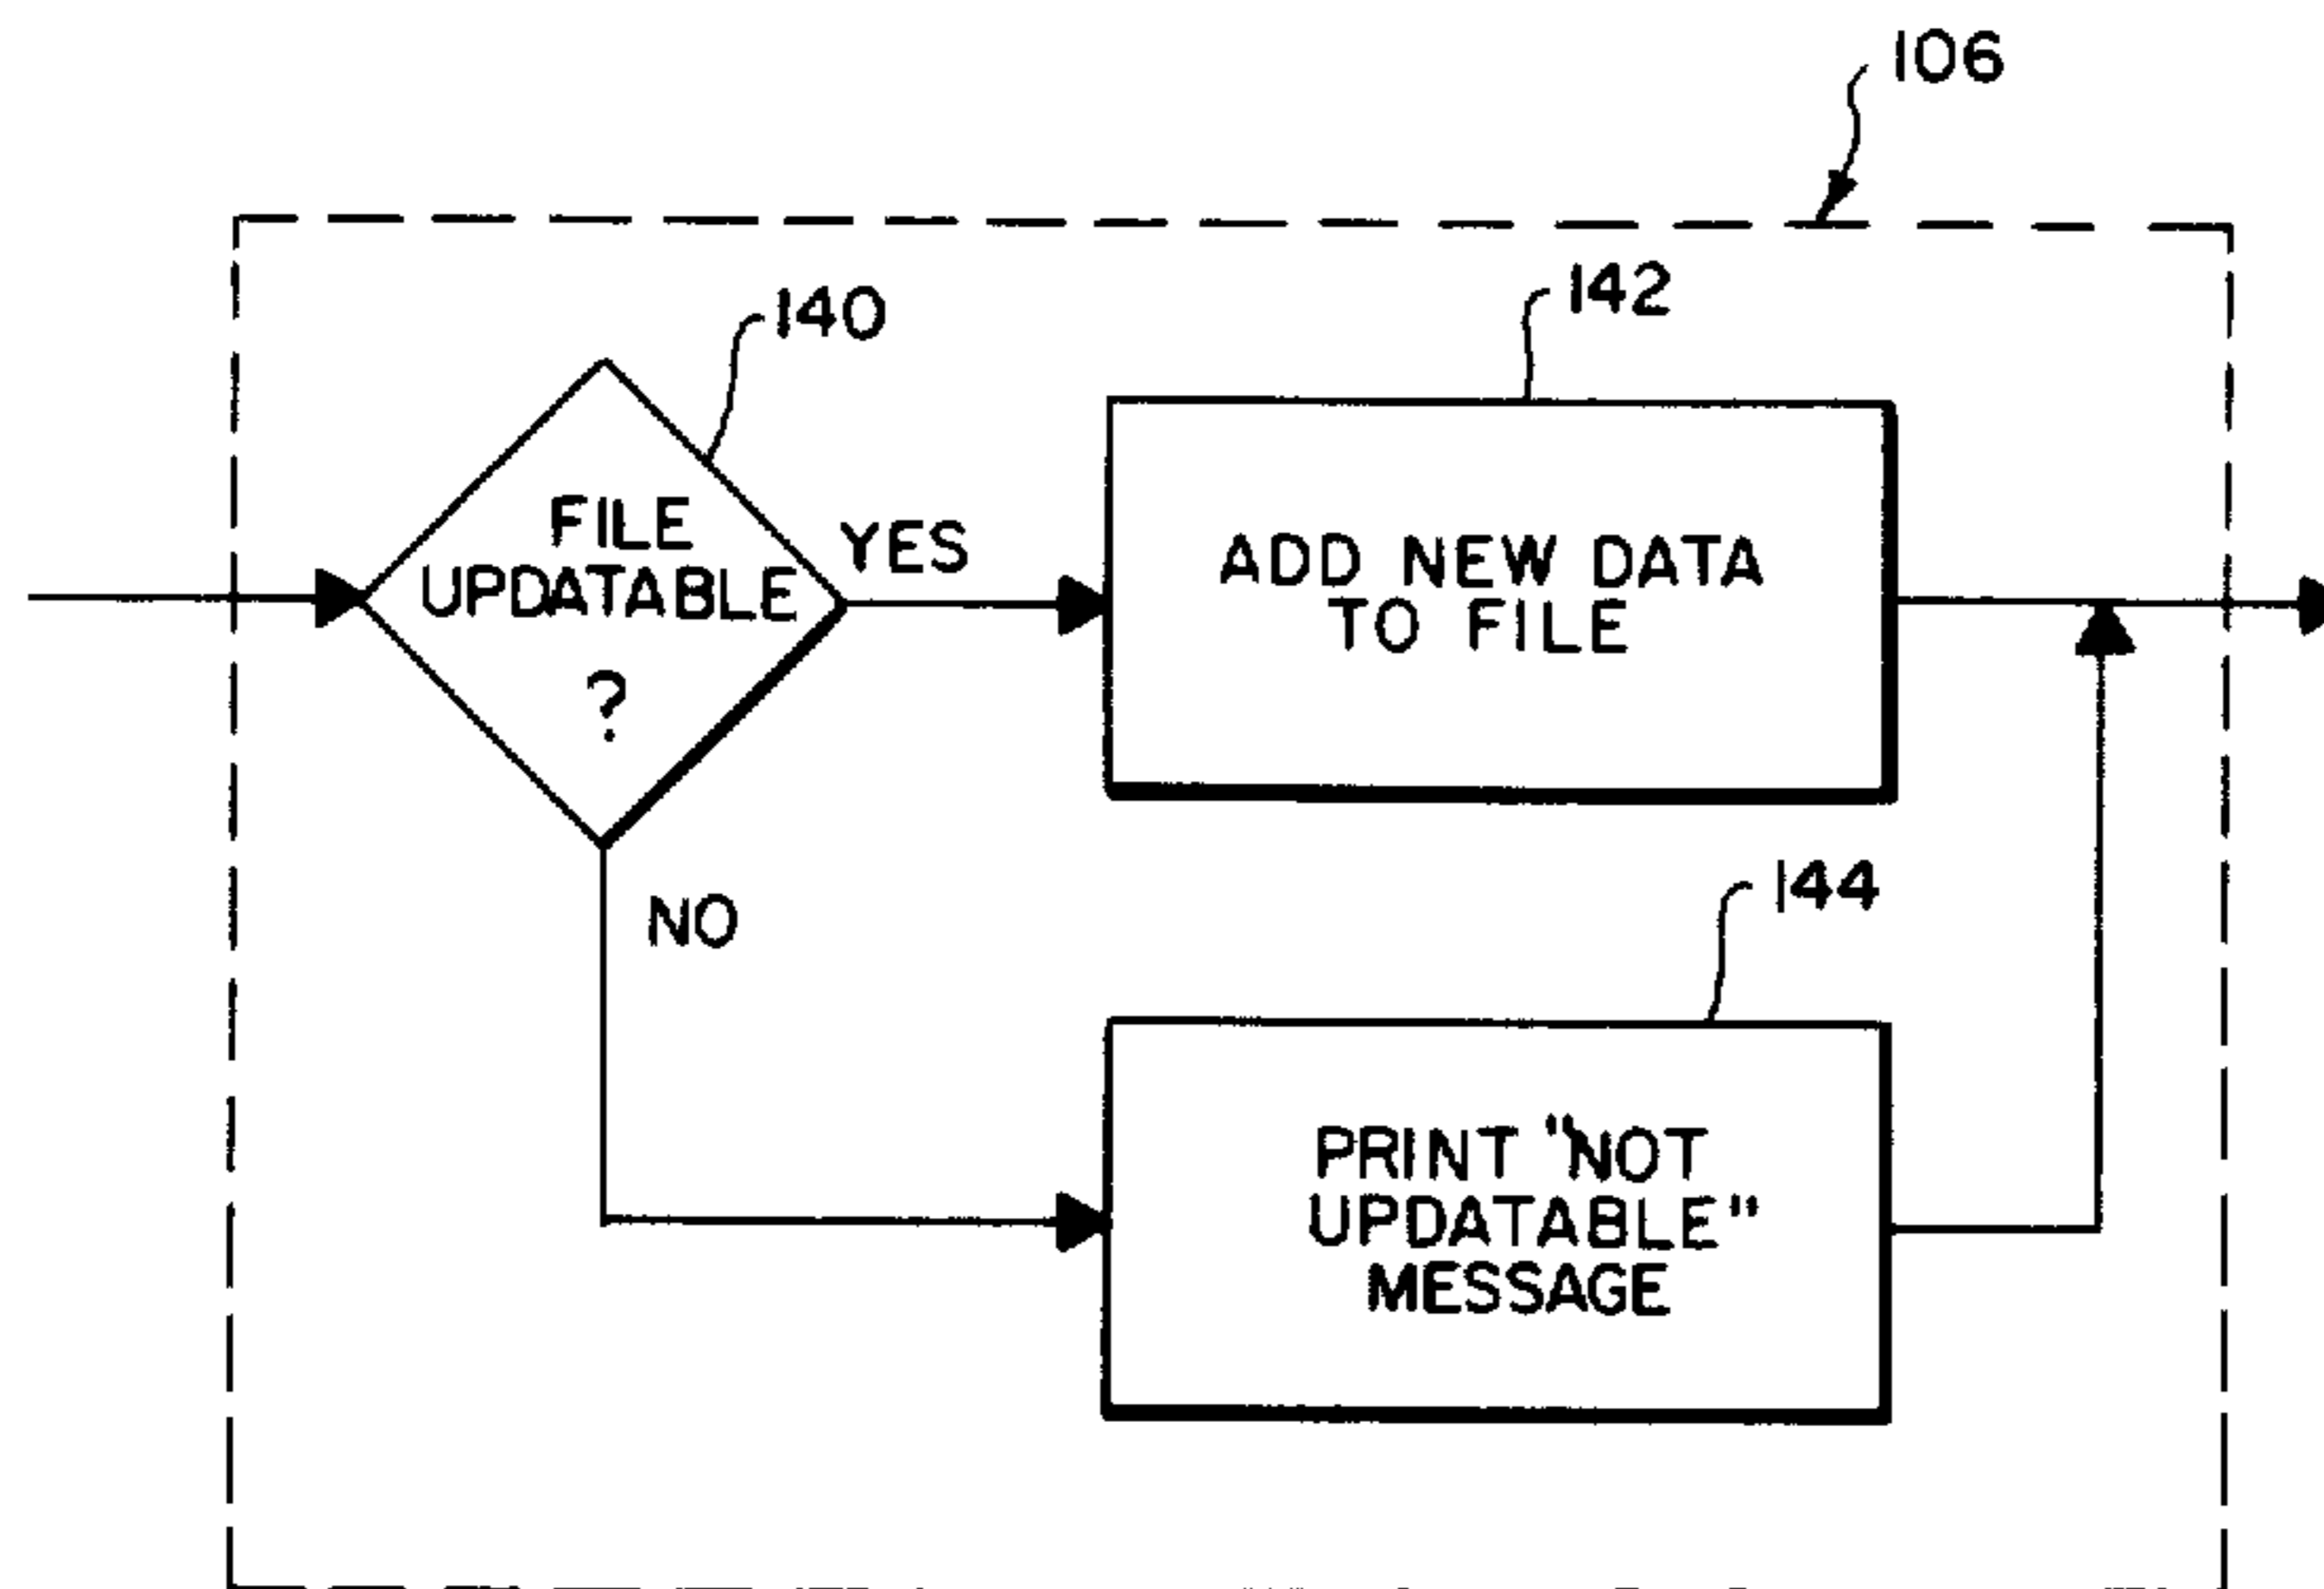 106
140
142
FILE
UPDATABLE
?
YES
ADD NEW DATA
TO FILE
NO
144
PRINT "NOT
UPDATABLE"
MESSAGE